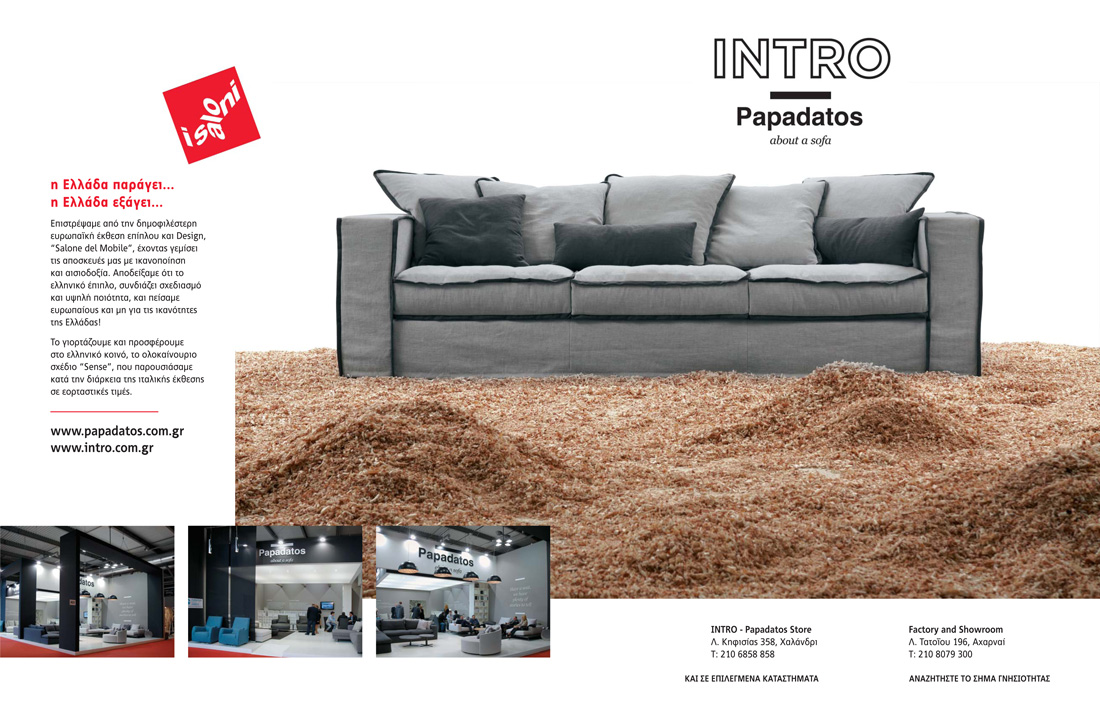 i saloni
η Ελλάδα παράγει...
η Ελλάδα εξάγει...
Επιστρέψαμε από την δημοφιλέστερη
ευρωπαϊκή έκθεση επίπλου και Design,
“Salone del Mobile”, έχοντας γεμίσει
τις αποσκευές μας με ικανοποίηση
και αισιοδοξία. Αποδείξαμε ότι το
ελληνικό έπιπλο, συνδιάζει σχεδιασμό
και υψηλή ποιότητα, και πείσαμε
ευρωπαίους και μη για τις ικανότητες
της Ελλάδας!
Το γιορτάζουμε και προσφέρουμε
στο ελληνικό κοινό, το ολοκαίνουριο
σχέδιο “Sense”, που παρουσιάσαμε
κατά την διάρκεια της ιταλικής έκθεσης
σε εορταστικές τιμές.
www.papadatos.com.gr
www.intro.com.gr
INTRO
Papadatos
about a sofa
Papadatos
about a sofa
Papadatos
about a sofa
INTRO - Papadatos Store
Λ. Κηφισίας 358, Χαλάνδρι
Τ: 210 6858 858
ΚΑΙ ΣΕ ΕΠΙΛΕΓΜΕΝΑ ΚΑΤΑΣΤΗΜΑΤΑ
Factory and Showroom
Λ. Τατοΐου 196, Αχαρναί
Τ: 210 8079 300
ΑΝΑΖΗΤΗΣΤΕ ΤΟ ΣΗΜΑ ΓΝΗΣΙΟΤΗΤΑΣ